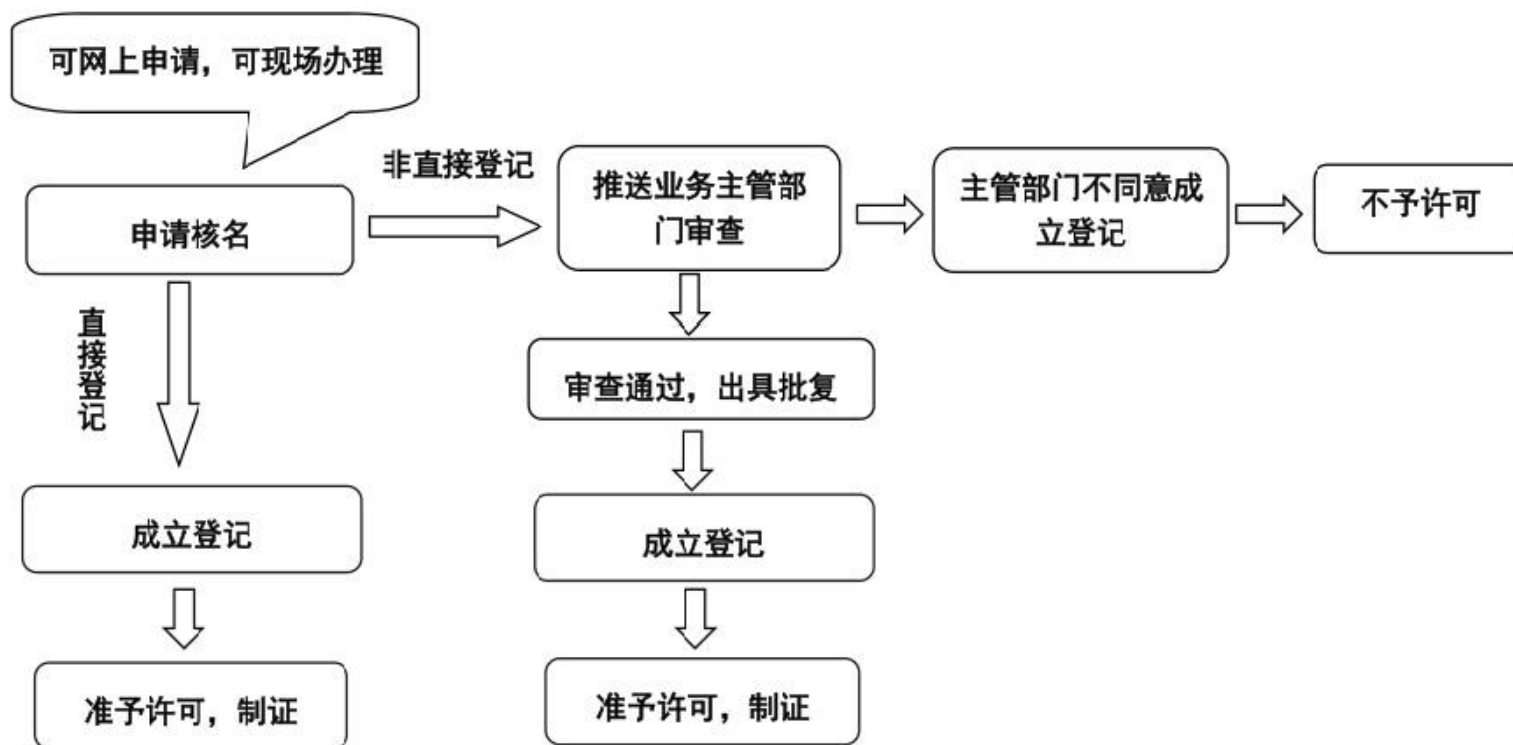 可网上申请，可现场办理
非直接登记
申请核名
推送业务主管部
门审查
主管部门不同意成
立登记
不予许可
直接登记
审查通过，出具批复
成立登记
成立登记
准予许可，制证
准予许可，制证